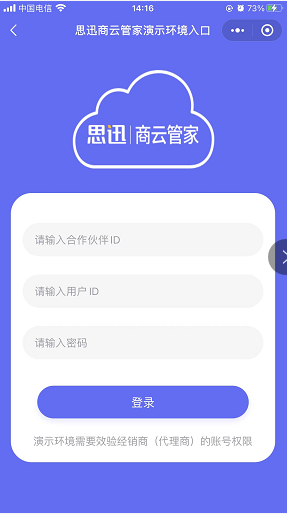 中国电信
14:16
73%
思迅商云管家演示环境入口
思迅|商云管家
请输入合作伙伴ID
请输入用户ID
请输入密码
登录
演示环境需要效验经销商（代理商）的账号权限